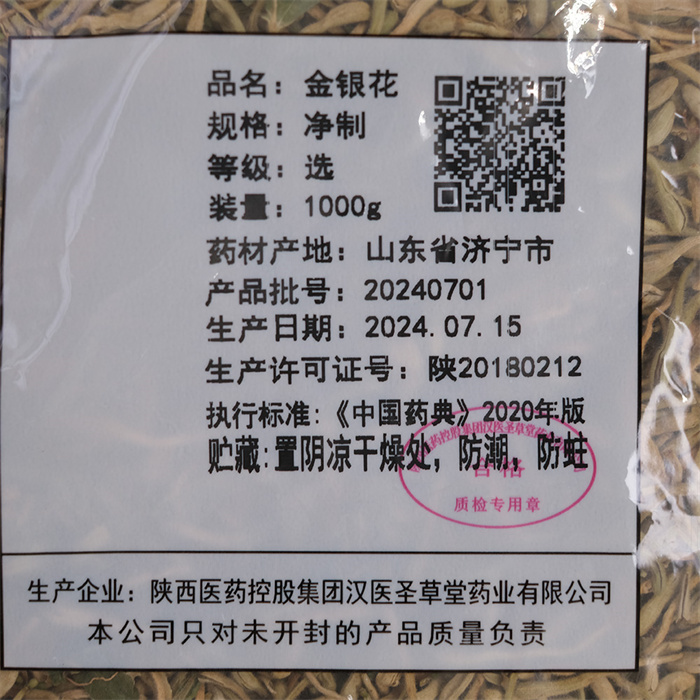 品名：金银花
规格：净制
等级：选
装量：1000g
药材产地：山东省济宁市
产品批号：20240701
生产日期：2024.07.15
生产许可证号：陕20180212
执行标准:《中国药典》2020年版
贮藏:置阴凉干燥处，防潮，防蛀
合格
质检专用章
生产企业：陕西医药控股集团汉医圣草堂药业有限公司
本公司只对未开封的产品质量负责